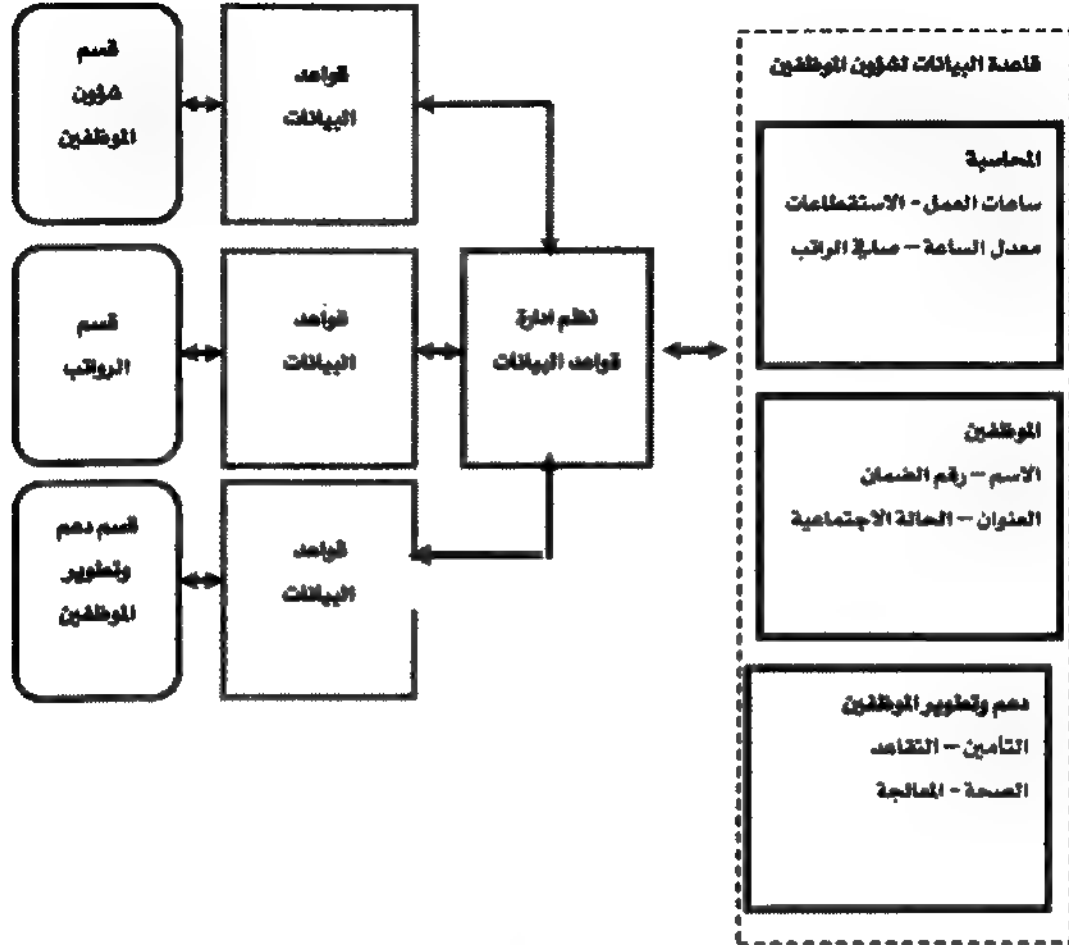 قاعدة البيانات لشؤون الموظفين
المحاسبة
ساعات العمل - الاستقطاعات
معدل الساعة – صافي الراتب
الموظفين
الاسم – رقم الضمان
العنوان – الحالة الاجتماعية
دعم وتطوير الموظفين
التأمين – التقاعد
الصحة - المعالجة
نظم ادارة
قواعد البيانات
قواعد
البيانات
قسم
شؤون
الموظفين
قواعد
البيانات
قسم
الرواتب
قواعد
البيانات
قسم دعم
وتطوير
الموظفين